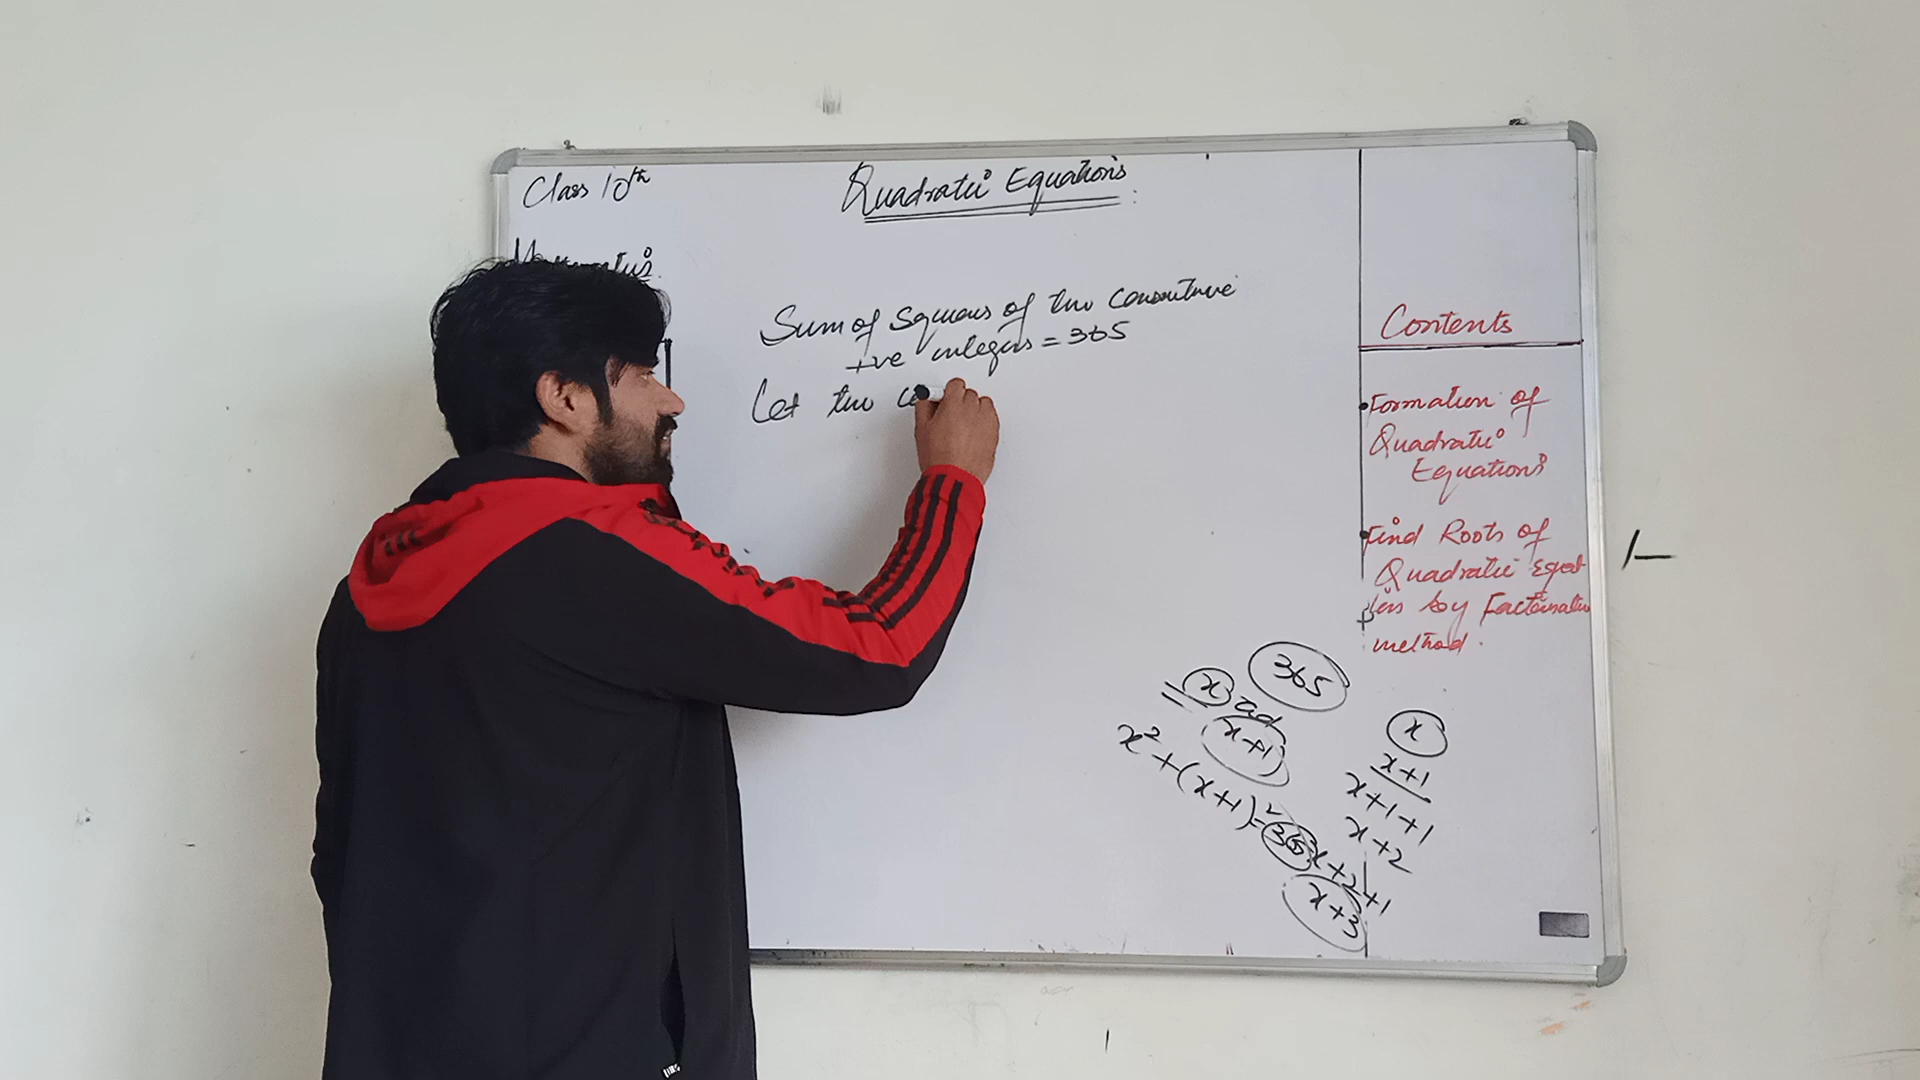 Class 10th
Quadratic Equations :
Sum of squares of two consecutive
+ve integers = 365
Let two co
Contents
• Formation of
Quadratic
Equations
• Find Roots of
Quadratic Equat
ions by Factorisation
method.
365
x and
x+1
x² + (x+1)² = 365
x
x+1
x+1+1
x+2
x+2+1
x+3